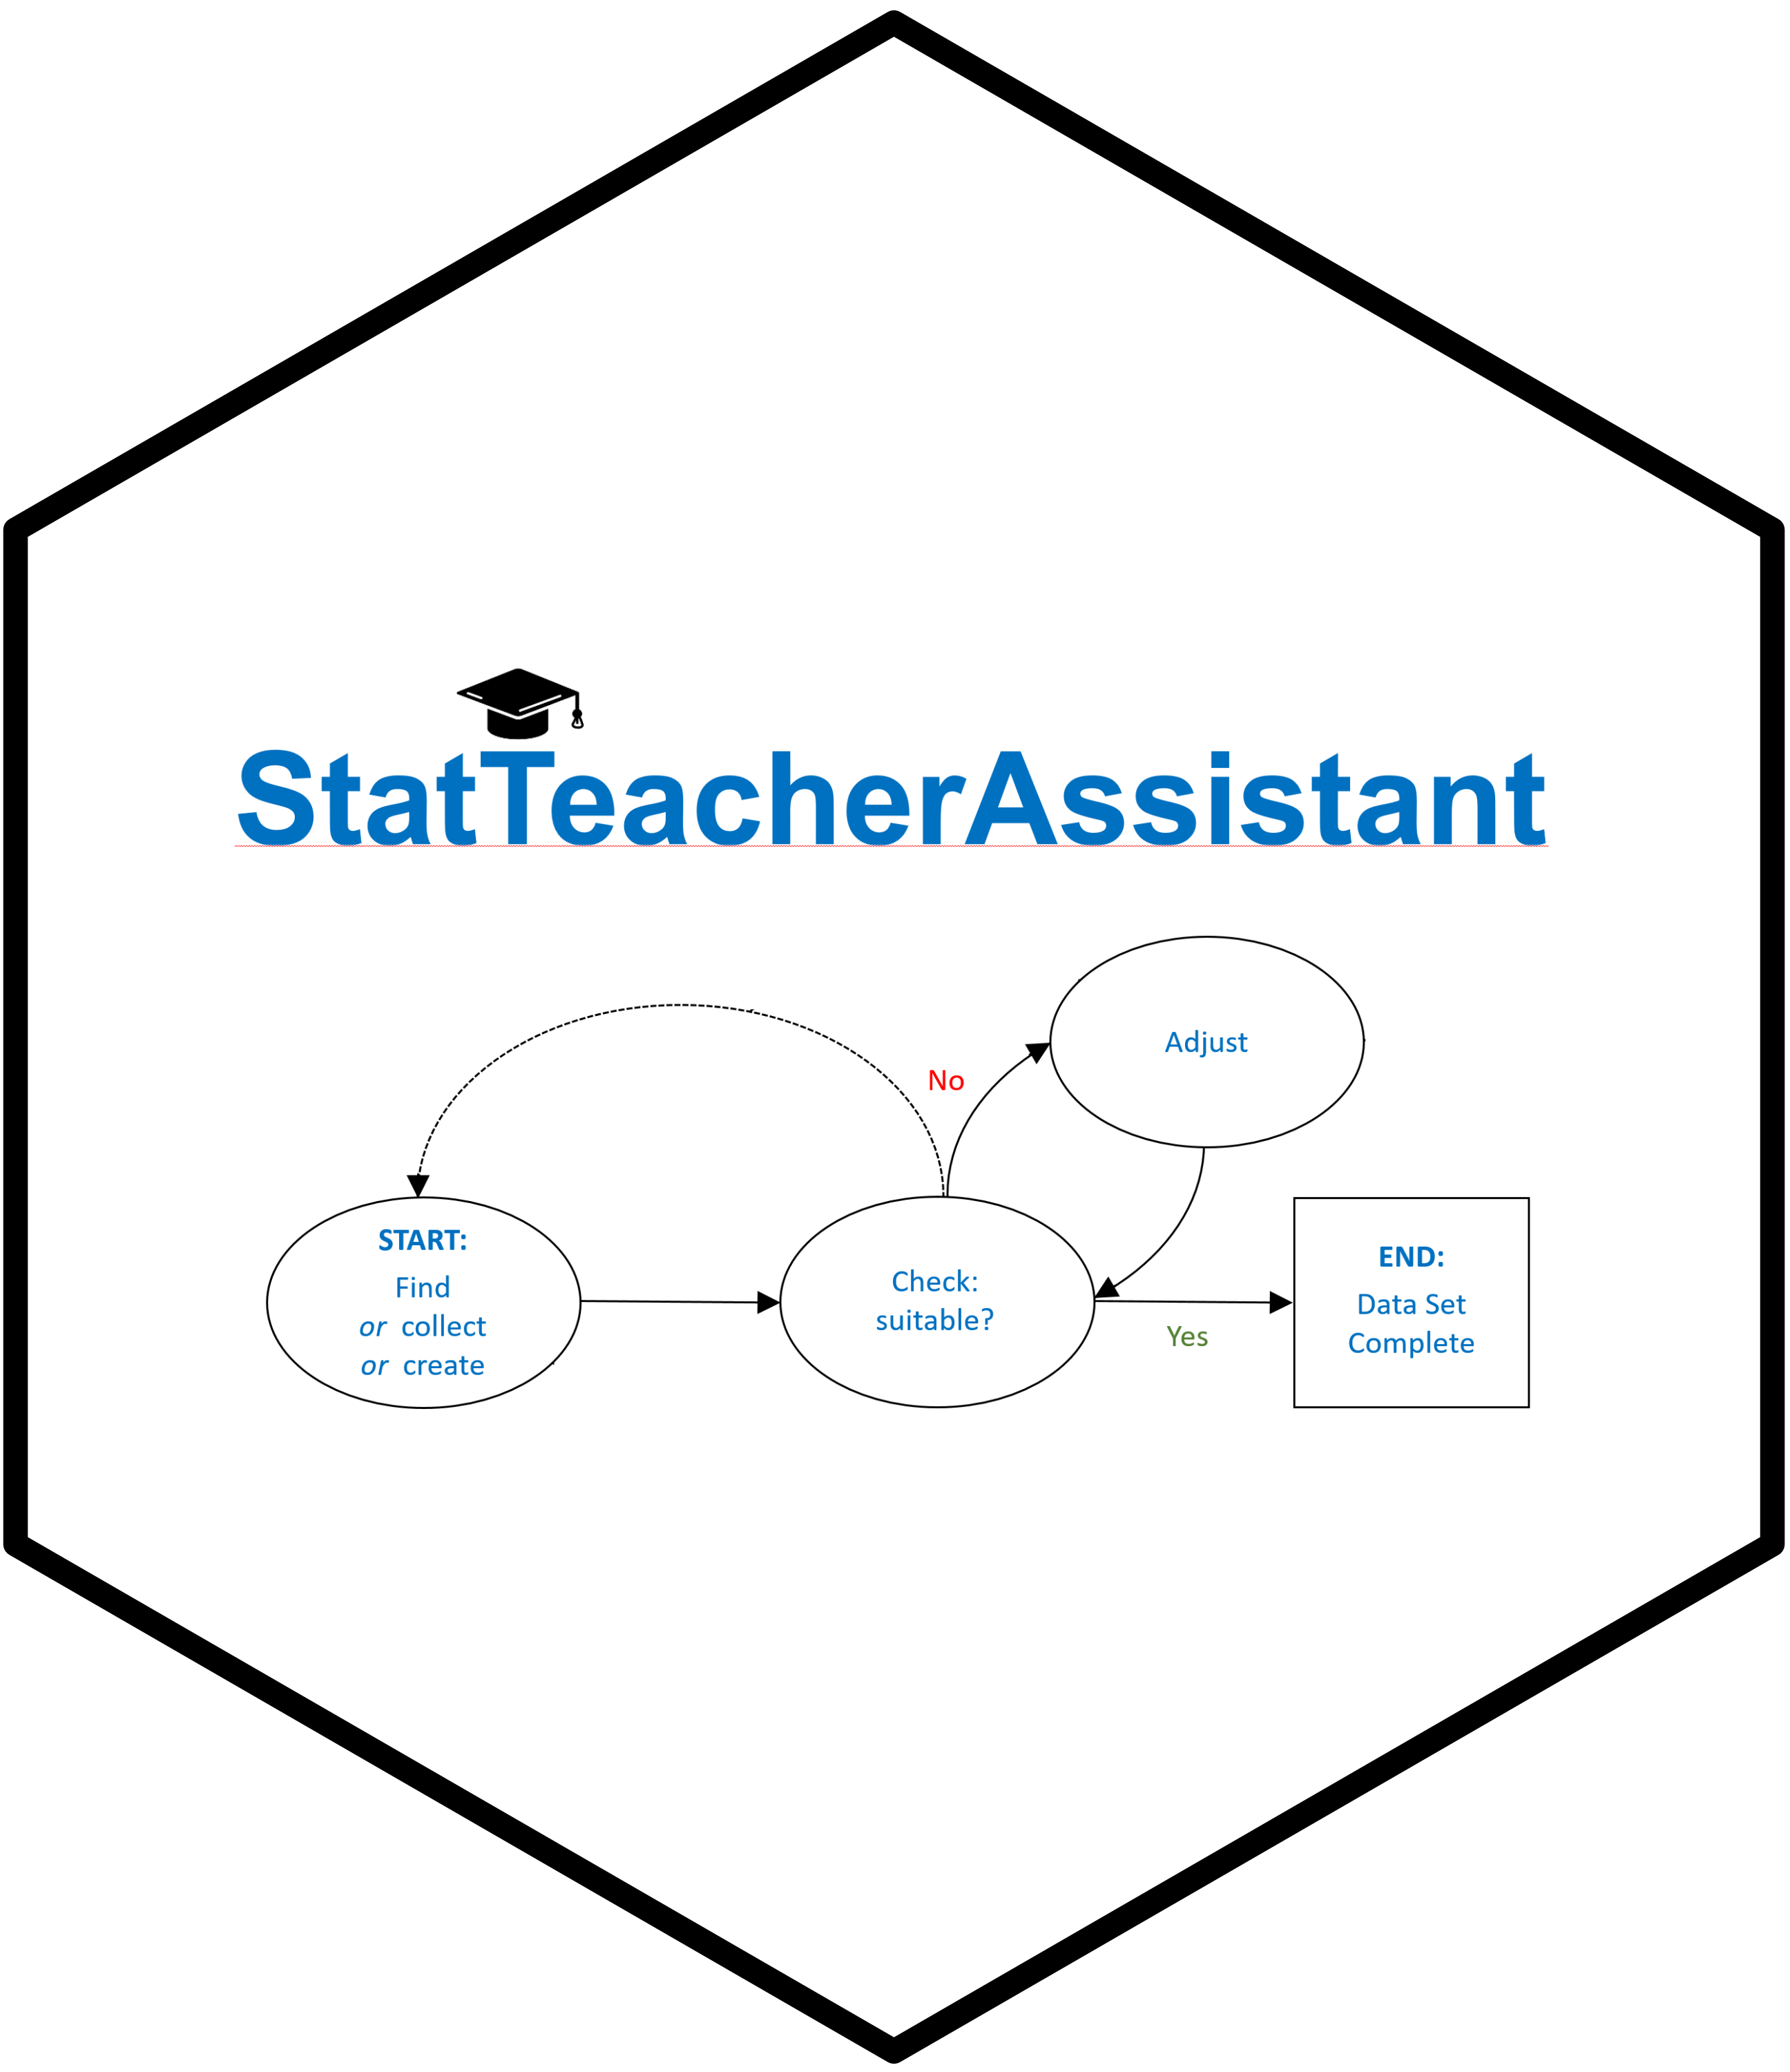 StatTeacherAssistant
Adjust
No
START:
Find
or collect
or create
Check:
suitable?
Yes
END:
Data Set
Complete